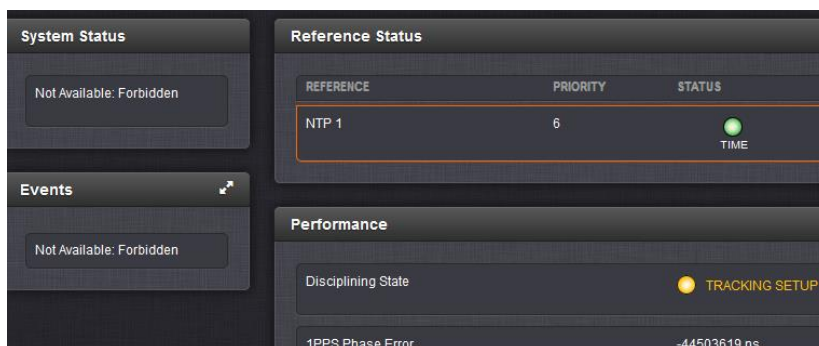 System Status
Not Available: Forbidden
Events
Not Available: Forbidden
Reference Status
REFERENCE PRIORITY STATUS
NTP 1 6
TIME
Performance
Disciplining State TRACKING SETUP
1PPS Phase Error -44503619 ns